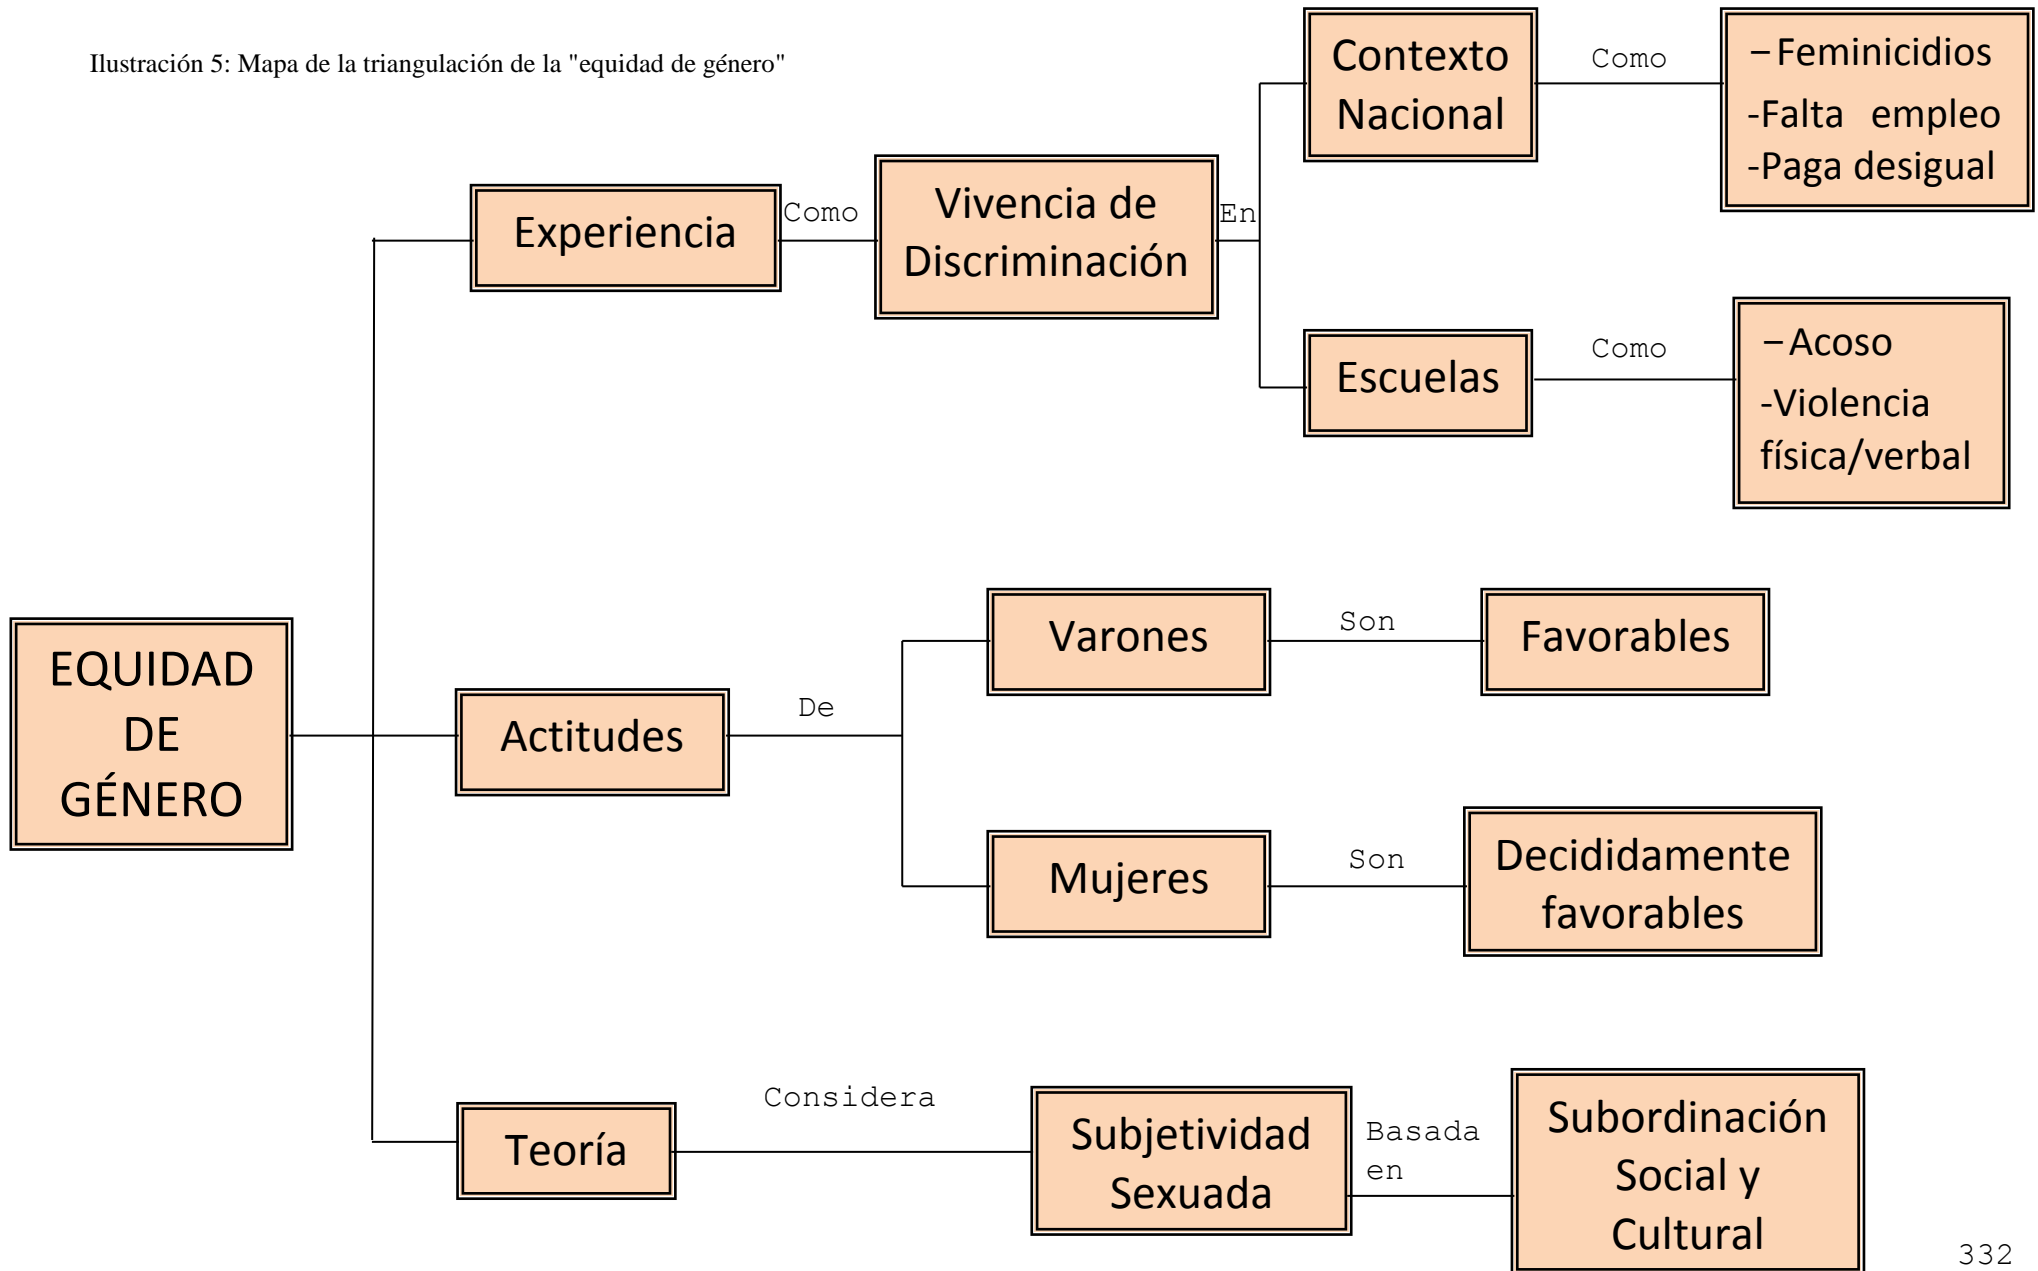 Ilustración 5: Mapa de la triangulación de la "equidad de género"
Contexto
Nacional
Como
–Feminicidios
-Falta empleo
-Paga desigual
Experiencia
Como
Vivencia de
Discriminación
En
Escuelas
Como
–Acoso
-Violencia
física/verbal
EQUIDAD
DE
GÉNERO
Actitudes
De
Varones
Son
Favorables
Mujeres
Son
Decididamente
favorables
Teoría
Considera
Subjetividad
Sexuada
Basada
en
Subordinación
Social y
Cultural
332